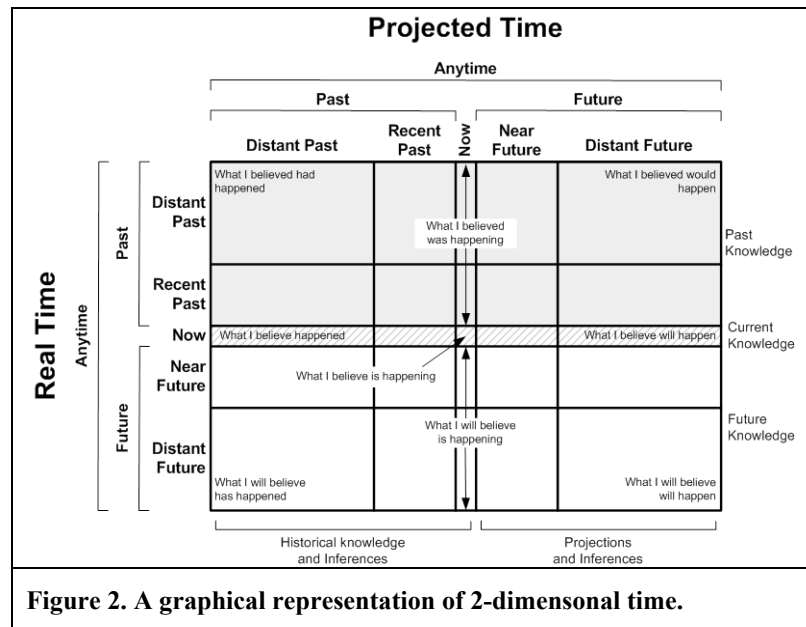 Projected Time
Anytime
Past
Future
Distant Past
Recent
Past
Now
Near
Future
Distant Future
Real Time
Anytime
Past
Future
Distant
Past
Recent
Past
Now
Near
Future
Distant
Future
What I believed had
happened
What I believed would
happen
What I believed
was happening
Past
Knowledge
What I believe happened
What I believe will happen
Current
Knowledge
What I believe is happening
What I will believe
is happening
Future
Knowledge
What I will believe
has happened
What I will believe
will happen
Historical knowledge
and Inferences
Projections
and Inferences
Figure 2. A graphical representation of 2-dimensonal time.